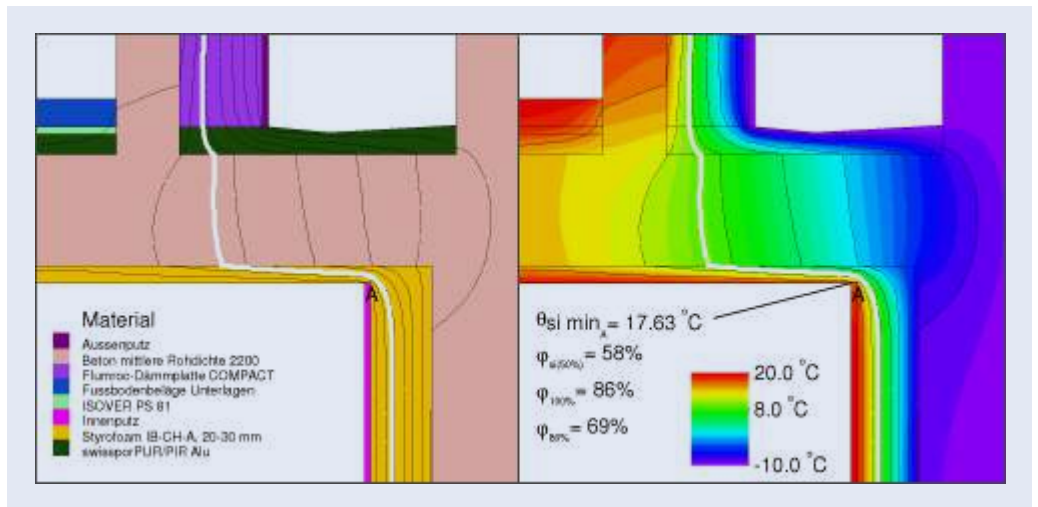 A
Material
Aussenputz
Beton mittlere Rohdichte 2200
Flumroc-Dämmplatte COMPACT
Fussbodenbeläge Unterlagen
ISOVER PS 81
Innenputz
Styrofoam IB-CH-A, 20-30 mm
swissporPUR/PIR Alu
A
θsi min A = 17.63 °C
φsi(50%) = 58%
φ100% = 86%
φ80% = 69%
20.0 °C
8.0 °C
-10.0 °C